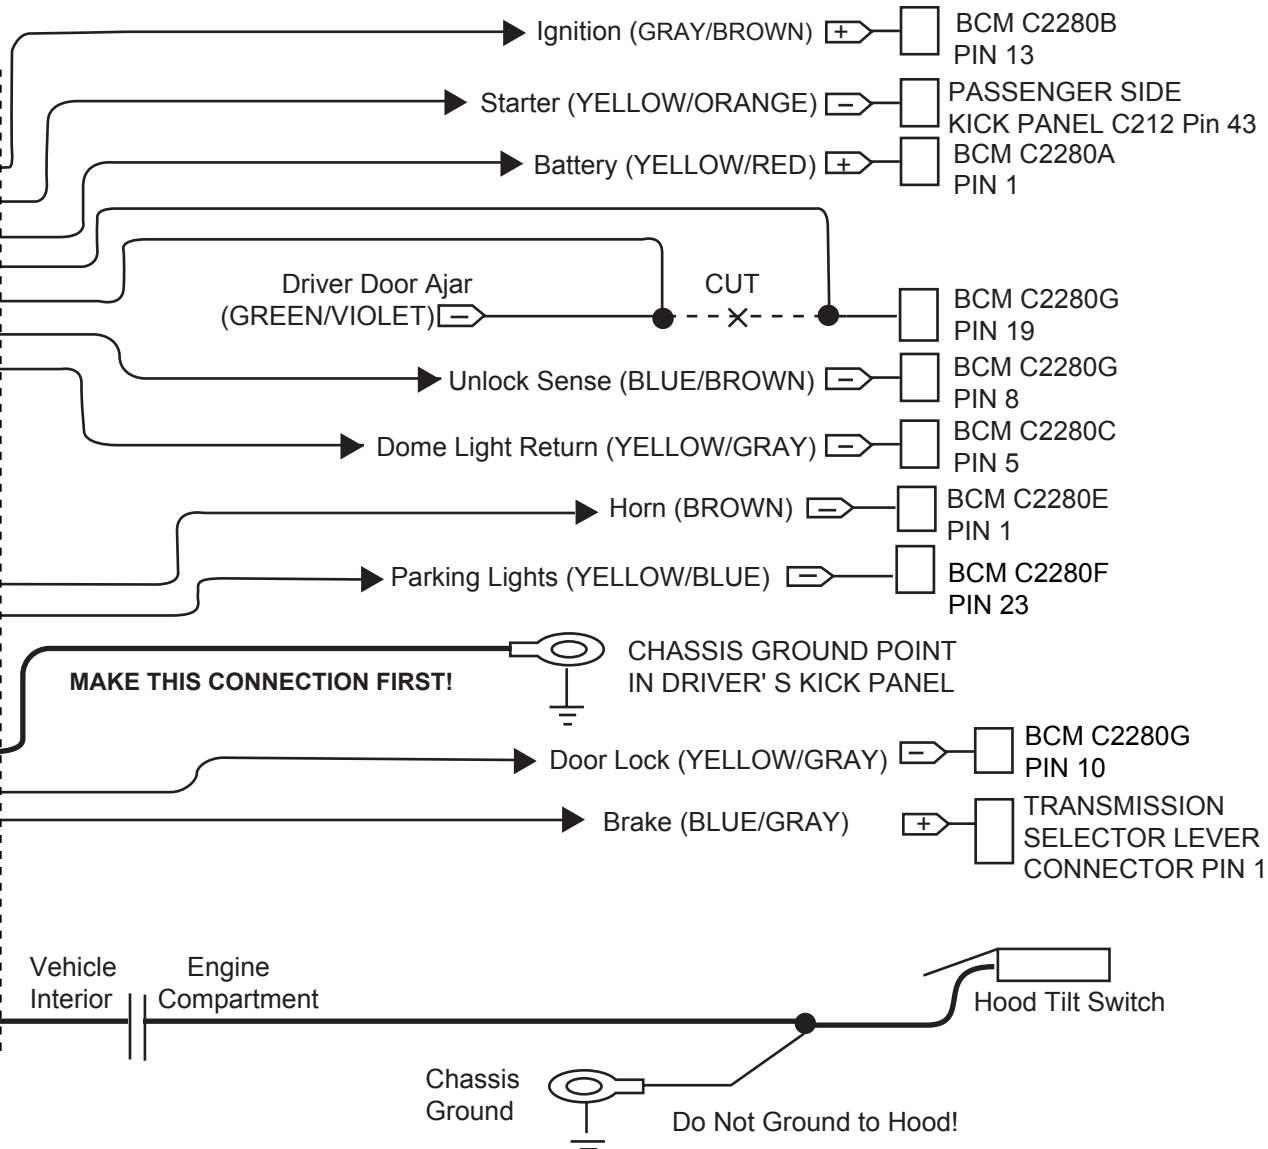 Ignition (GRAY/BROWN) +
BCM C2280B
PIN 13
Starter (YELLOW/ORANGE) −
PASSENGER SIDE
KICK PANEL C212 Pin 43
Battery (YELLOW/RED) +
BCM C2280A
PIN 1
Driver Door Ajar
(GREEN/VIOLET) −
CUT
BCM C2280G
PIN 19
Unlock Sense (BLUE/BROWN) −
BCM C2280G
PIN 8
Dome Light Return (YELLOW/GRAY) −
BCM C2280C
PIN 5
Horn (BROWN) −
BCM C2280E
PIN 1
Parking Lights (YELLOW/BLUE) −
BCM C2280F
PIN 23
MAKE THIS CONNECTION FIRST!
CHASSIS GROUND POINT
IN DRIVER' S KICK PANEL
Door Lock (YELLOW/GRAY) −
BCM C2280G
PIN 10
Brake (BLUE/GRAY) +
TRANSMISSION
SELECTOR LEVER
CONNECTOR PIN 1
Vehicle
Interior
Engine
Compartment
Hood Tilt Switch
Chassis
Ground
Do Not Ground to Hood!